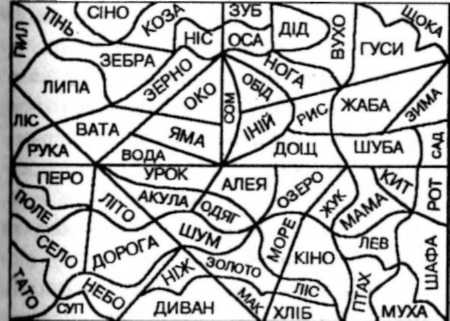 СІНО КОЗА ЗУБ ДІД ВУХО ЩОКА
ПИЛ ТІНЬ НІС ОСА ГУСИ
ЗЕБРА НОГА
ЛИПА ЗЕРНО ОКО СОМ ОБІД ЖАБА ЗИМА
ЛІС ВАТА ЯМА ІНІЙ РИС
РУКА ВОДА ДОЩ ШУБА САД
ПЕРО УРОК АЛЕЯ ОЗЕРО ЖУК КИТ РОТ
ПОЛЕ ЛІТО АКУЛА ОДЯГ МАМА
СЕЛО ДОРОГА ШУМ МОРЕ КІНО ЛЕВ ШАФА
ТАТО НЕБО НІЖ ЗОЛОТО ЛІС ПТАХ
СУП ДИВАН МАК ХЛІБ МУХА